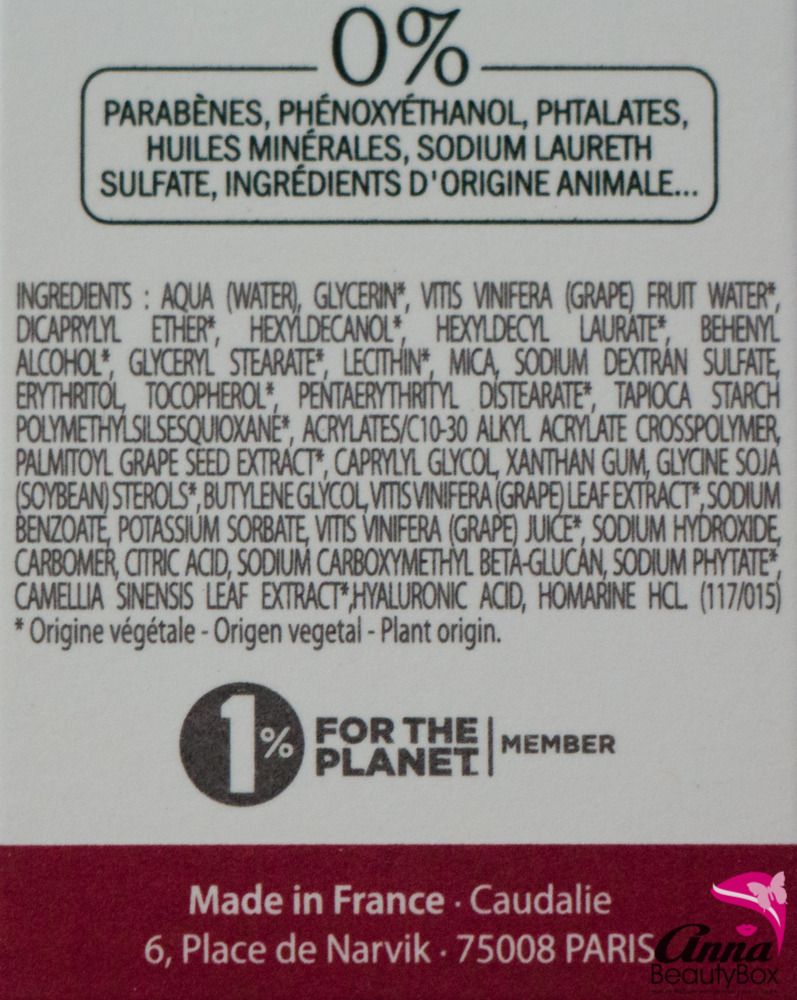 0%
PARABÈNES, PHÉNOXYÉTHANOL, PHTALATES,
HUILES MINÉRALES, SODIUM LAURETH
SULFATE, INGRÉDIENTS D'ORIGINE ANIMALE...
INGREDIENTS : AQUA (WATER), GLYCERIN*, VITIS VINIFERA (GRAPE) FRUIT WATER*,
DICAPRYLYL ETHER*, HEXYLDECANOL*, HEXYLDECYL LAURATE*, BEHENYL
ALCOHOL*, GLYCERYL STEARATE*, LECITHIN*, MICA, SODIUM DEXTRAN SULFATE,
ERYTHRITOL, TOCOPHEROL*, PENTAERYTHRITYL DISTEARATE*, TAPIOCA STARCH
POLYMETHYLSILSESQUIOXANE*, ACRYLATES/C10-30 ALKYL ACRYLATE CROSSPOLYMER,
PALMITOYL GRAPE SEED EXTRACT*, CAPRYLYL GLYCOL, XANTHAN GUM, GLYCINE SOJA
(SOYBEAN) STEROLS*, BUTYLENE GLYCOL, VITIS VINIFERA (GRAPE) LEAF EXTRACT*, SODIUM
BENZOATE, POTASSIUM SORBATE, VITIS VINIFERA (GRAPE) JUICE*, SODIUM HYDROXIDE,
CARBOMER, CITRIC ACID, SODIUM CARBOXYMETHYL BETA-GLUCAN, SODIUM PHYTATE*,
CAMELLIA SINENSIS LEAF EXTRACT*,HYALURONIC ACID, HOMARINE HCL. (117/015)
* Origine végétale - Origen vegetal - Plant origin.
1% FOR THE
PLANET. MEMBER
Made in France · Caudalie
6, Place de Narvik · 75008 PARIS
Anna
BeautyBox